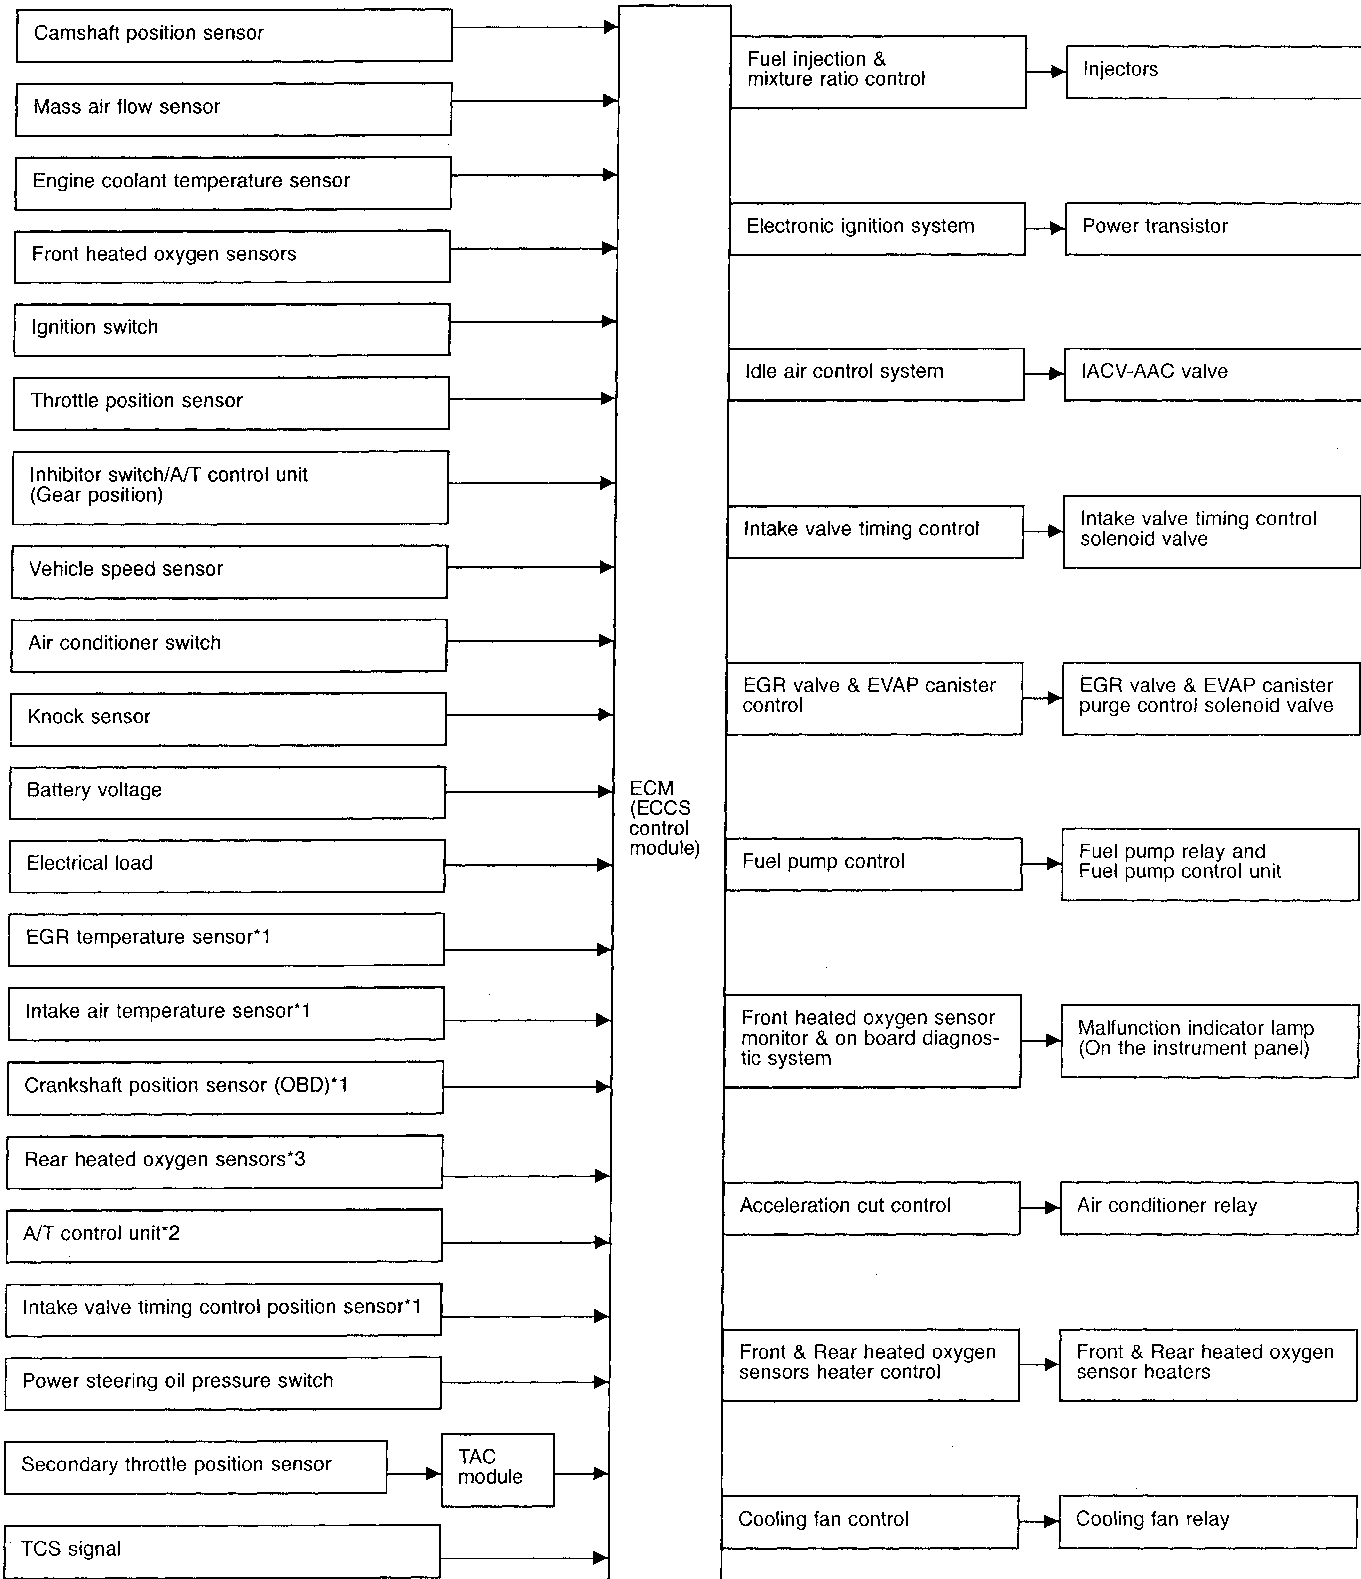 Camshaft position sensor
Mass air flow sensor
Engine coolant temperature sensor
Front heated oxygen sensors
Ignition switch
Throttle position sensor
Inhibitor switch/A/T control unit
(Gear position)
Vehicle speed sensor
Air conditioner switch
Knock sensor
Battery voltage
Electrical load
EGR temperature sensor*1
Intake air temperature sensor*1
Crankshaft position sensor (OBD)*1
Rear heated oxygen sensors*3
A/T control unit*2
Intake valve timing control position sensor*1
Power steering oil pressure switch
Secondary throttle position sensor
TAC
module
TCS signal
ECM
(ECCS
control
module)
Fuel injection &
mixture ratio control
Injectors
Electronic ignition system
Power transistor
Idle air control system
IACV-AAC valve
Intake valve timing control
Intake valve timing control
solenoid valve
EGR valve & EVAP canister
control
EGR valve & EVAP canister
purge control solenoid valve
Fuel pump control
Fuel pump relay and
Fuel pump control unit
Front heated oxygen sensor
monitor & on board diagnos-
tic system
Malfunction indicator lamp
(On the instrument panel)
Acceleration cut control
Air conditioner relay
Front & Rear heated oxygen
sensors heater control
Front & Rear heated oxygen
sensor heaters
Cooling fan control
Cooling fan relay